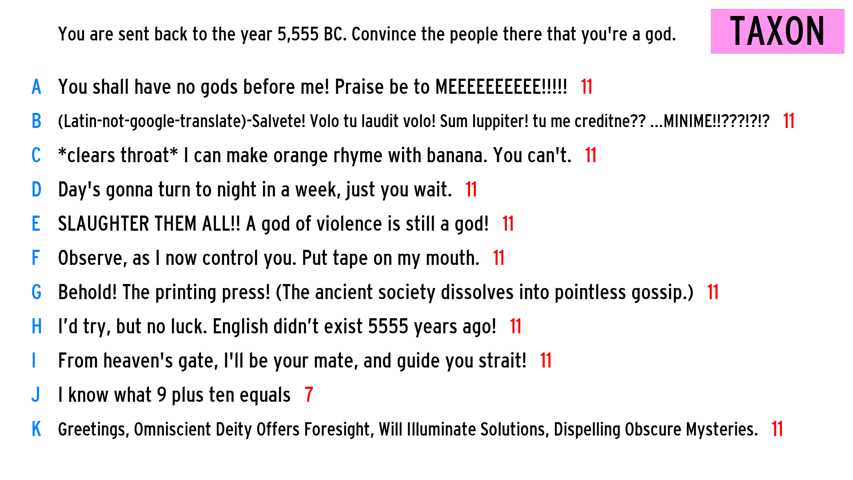 You are sent back to the year 5,555 BC. Convince the people there that you're a god.
TAXON
A You shall have no gods before me! Praise be to MEEEEEEEEEE!!!!! 11
B (Latin-not-google-translate)-Salvete! Volo tu laudit volo! Sum Iuppiter! tu me creditne?? ...MINIME!!???!?!? 11
C *clears throat* I can make orange rhyme with banana. You can't. 11
D Day's gonna turn to night in a week, just you wait. 11
E SLAUGHTER THEM ALL!! A god of violence is still a god! 11
F Observe, as I now control you. Put tape on my mouth. 11
G Behold! The printing press! (The ancient society dissolves into pointless gossip.) 11
H I’d try, but no luck. English didn’t exist 5555 years ago! 11
I From heaven's gate, I'll be your mate, and guide you strait! 11
J I know what 9 plus ten equals 7
K Greetings, Omniscient Deity Offers Foresight, Will Illuminate Solutions, Dispelling Obscure Mysteries. 11